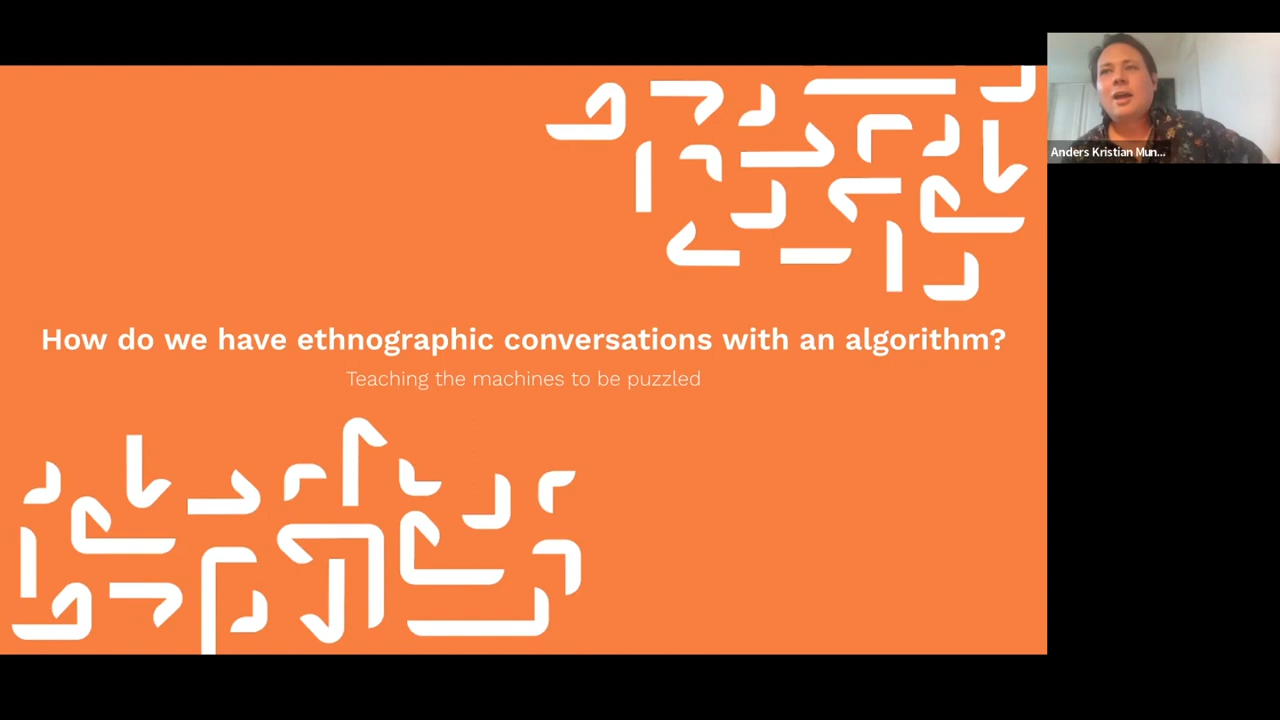 How do we have ethnographic conversations with an algorithm?
Teaching the machines to be puzzled
Anders Kristian Mun...